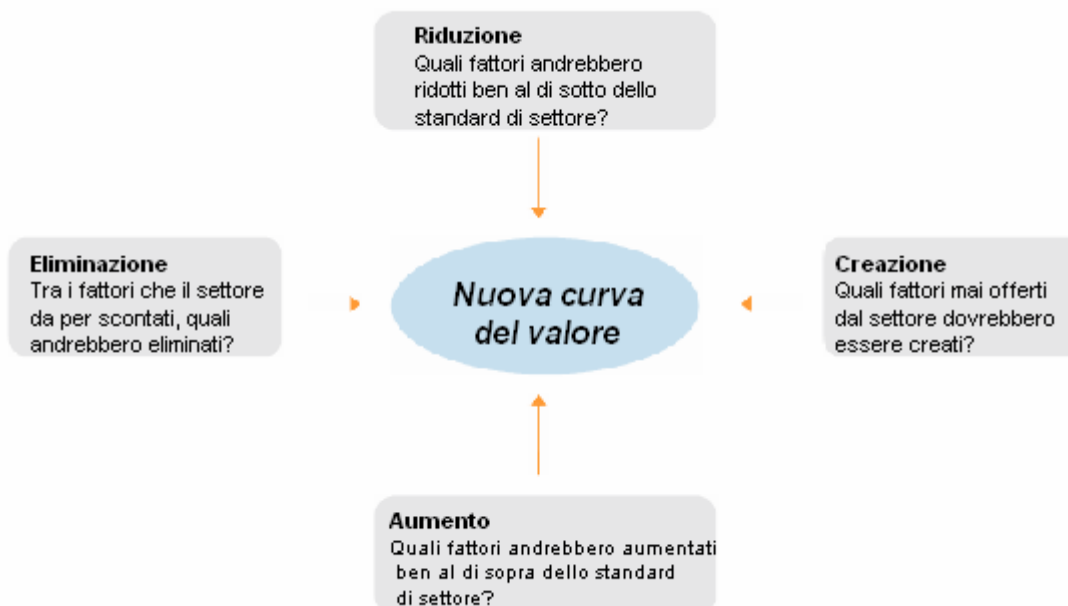 Riduzione
Quali fattori andrebbero
ridotti ben al di sotto dello
standard di settore?
Eliminazione
Tra i fattori che il settore
da per scontati, quali
andrebbero eliminati?
Nuova curva
del valore
Creazione
Quali fattori mai offerti
dal settore dovrebbero
essere creati?
Aumento
Quali fattori andrebbero aumentati
ben al di sopra dello standard
di settore?